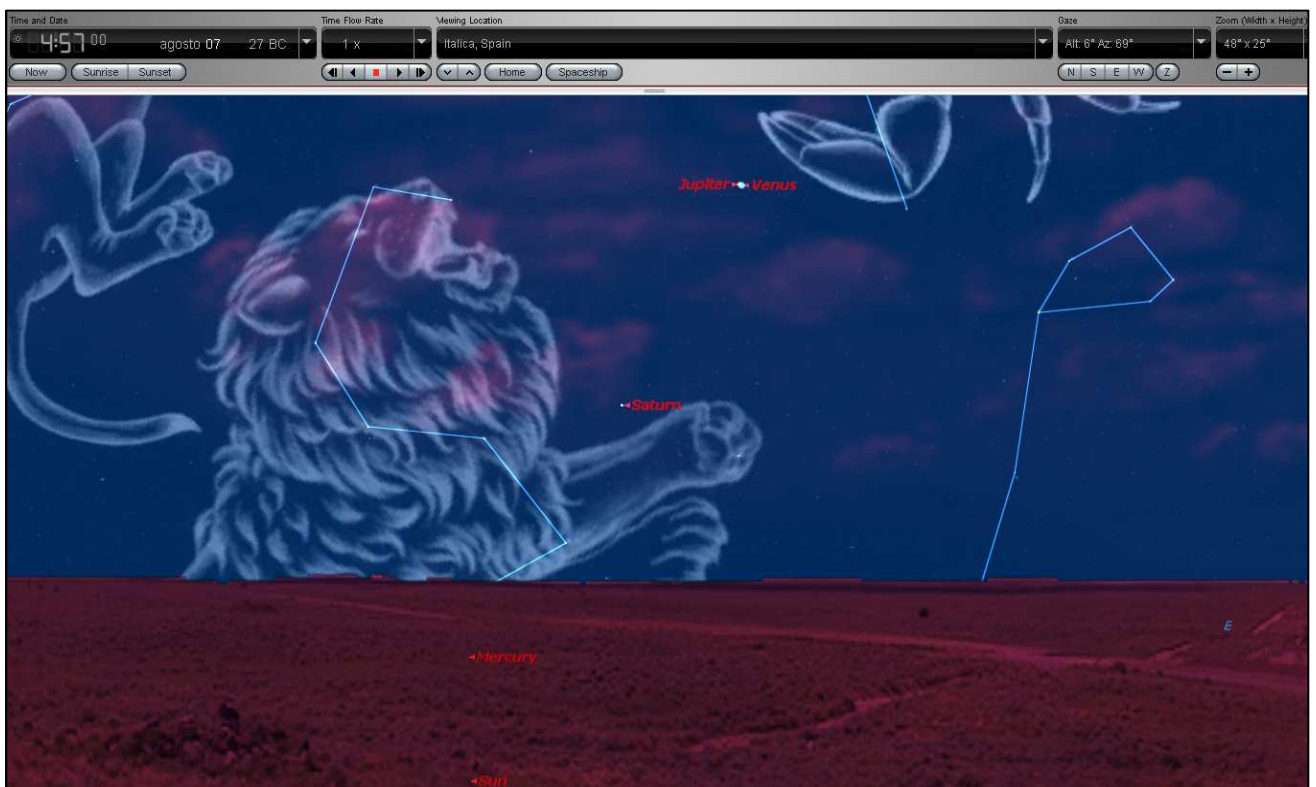 Time and Date Time Flow Rate Viewing Location Gaze Zoom (Width x Height)
4:57 00 agosto 07 27 BC 1 x Italica, Spain Alt: 6° Az: 69° 48° x 25°
Now Sunrise Sunset Home Spaceship N S E W Z
Jupiter Venus
Saturn
E
Mercury
Sun